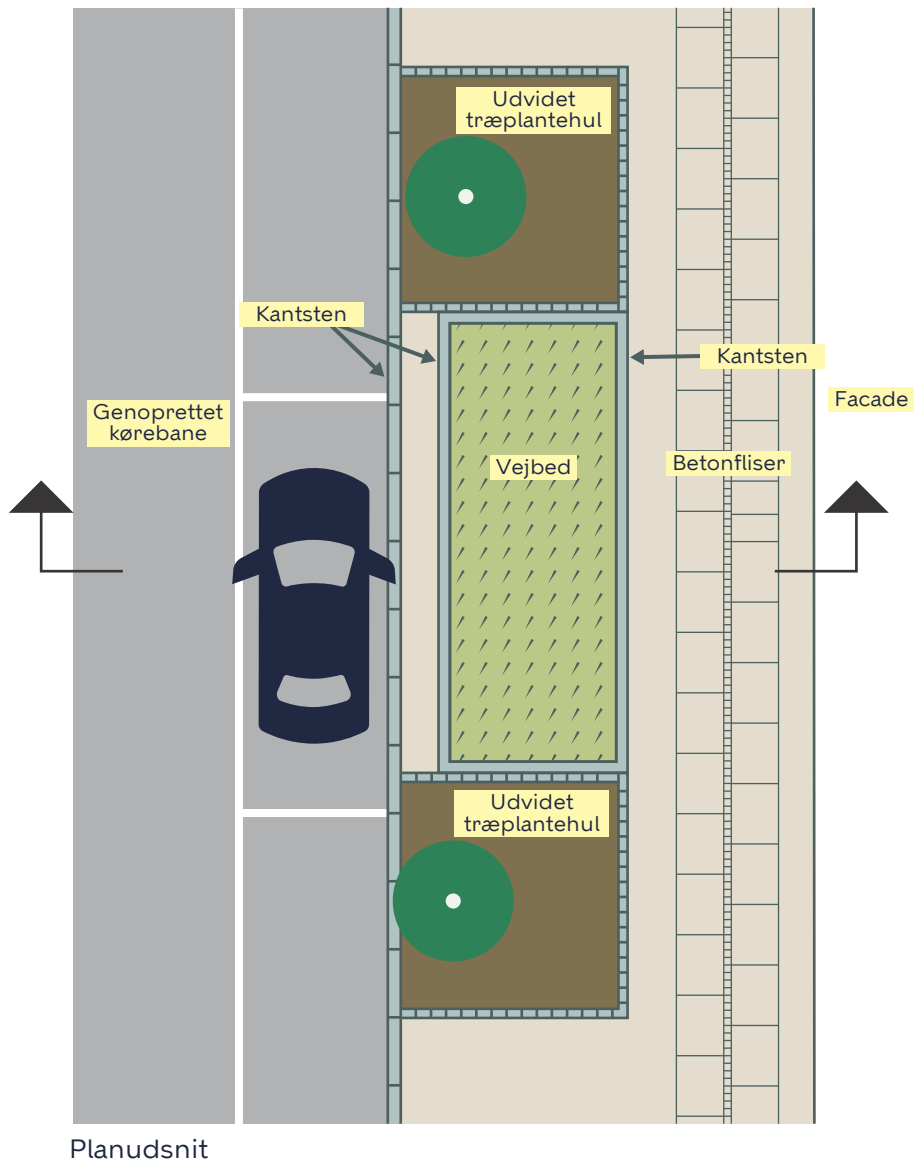 Udvidet
træplantehul
Kantsten
Kantsten
Facade
Genoprettet
kørebane
Vejbed
Betonfliser
Udvidet
træplantehul
Planudsnit